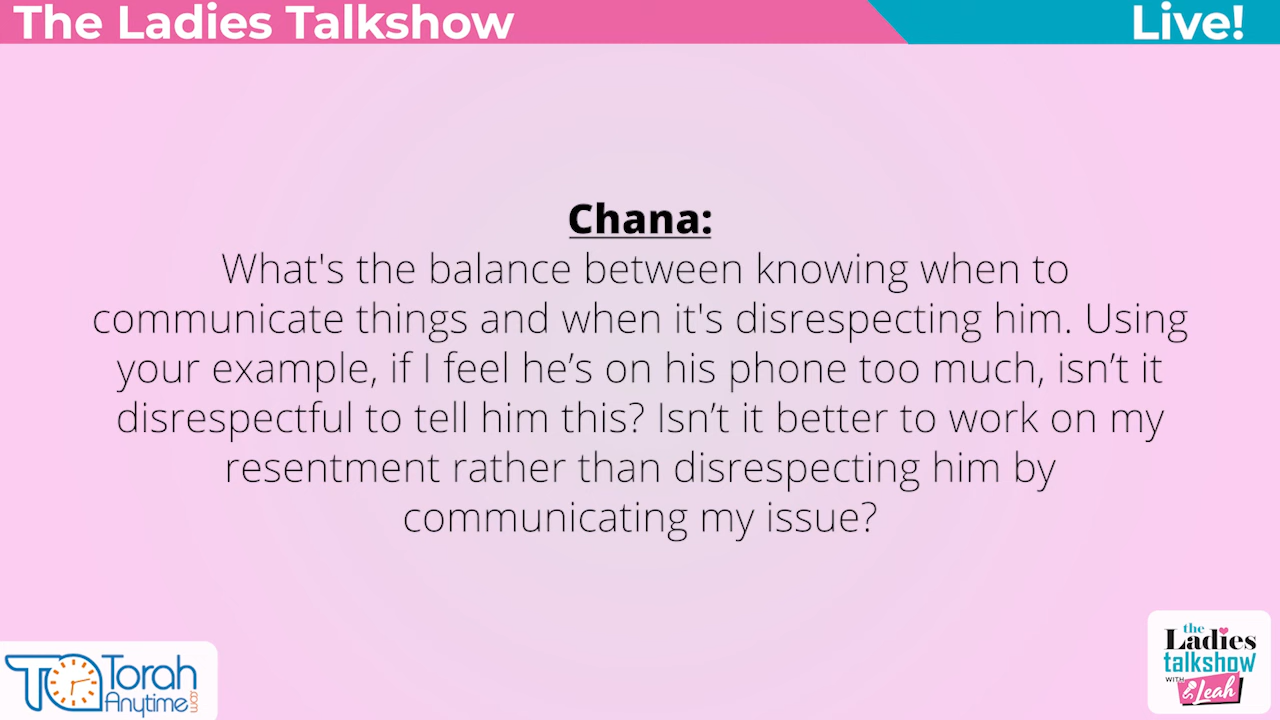 The Ladies Talkshow
Live!
Chana:
What's the balance between knowing when to
communicate things and when it's disrespecting him. Using
your example, if I feel he’s on his phone too much, isn’t it
disrespectful to tell him this? Isn’t it better to work on my
resentment rather than disrespecting him by
communicating my issue?
TA Torah
Anytime.com
the
Ladies
talkshow
WITH Leah